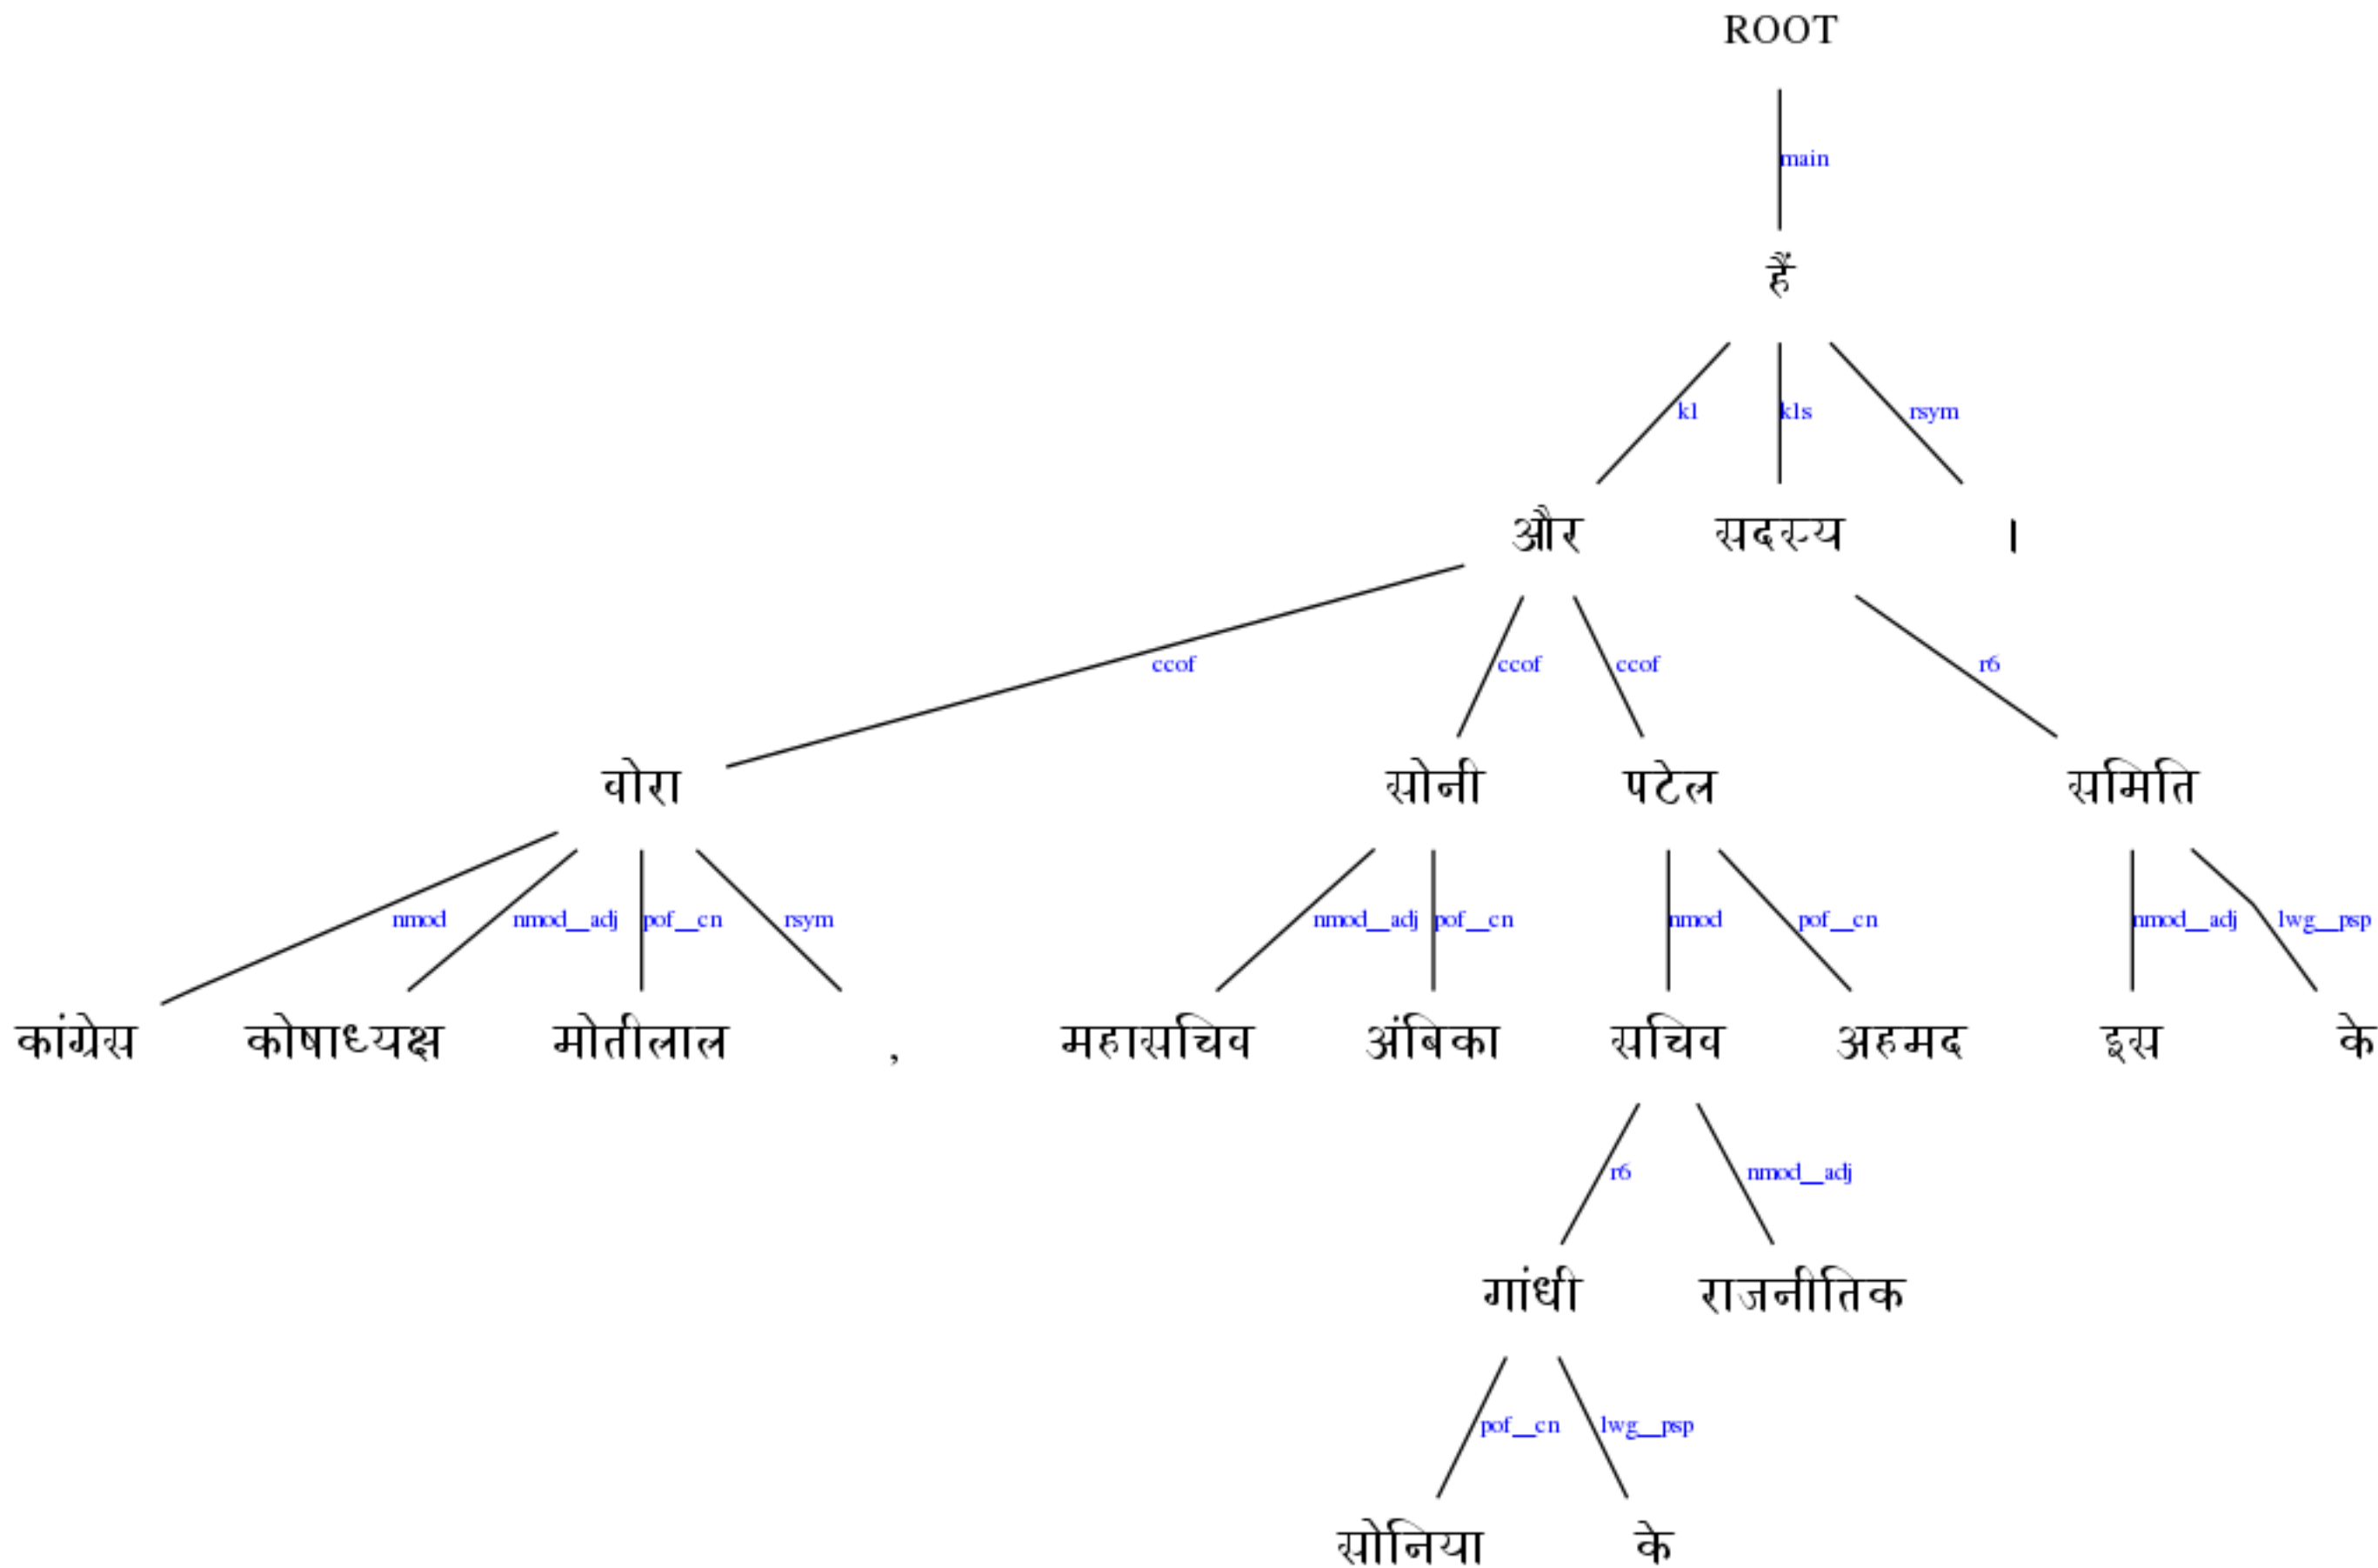 ROOT
main
हैं
k1 k1s rsym
और सदस्य ।
ccof ccof ccof r6
वोरा सोनी पटेल समिति
nmod nmod__adj pof__cn rsym nmod__adj pof__cn nmod pof__cn nmod__adj lwg__psp
कांग्रेस कोषाध्यक्ष मोतीलाल , महासचिव अंबिका सचिव अहमद इस के
r6 nmod__adj
गांधी राजनीतिक
pof__cn lwg__psp
सोनिया के